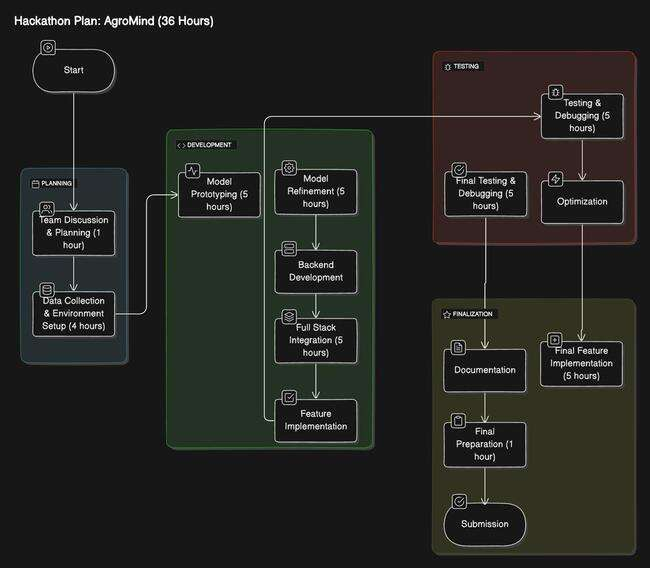 Hackathon Plan: AgroMind (36 Hours)
Start
PLANNING
Team Discussion
& Planning (1
hour)
Data Collection
& Environment
Setup (4 hours)
DEVELOPMENT
Model
Prototyping (5
hours)
Model
Refinement (5
hours)
Backend
Development
Full Stack
Integration (5
hours)
Feature
Implementation
TESTING
Testing &
Debugging (5
hours)
Final Testing &
Debugging (5
hours)
Optimization
FINALIZATION
Documentation
Final Feature
Implementation
(5 hours)
Final
Preparation (1
hour)
Submission